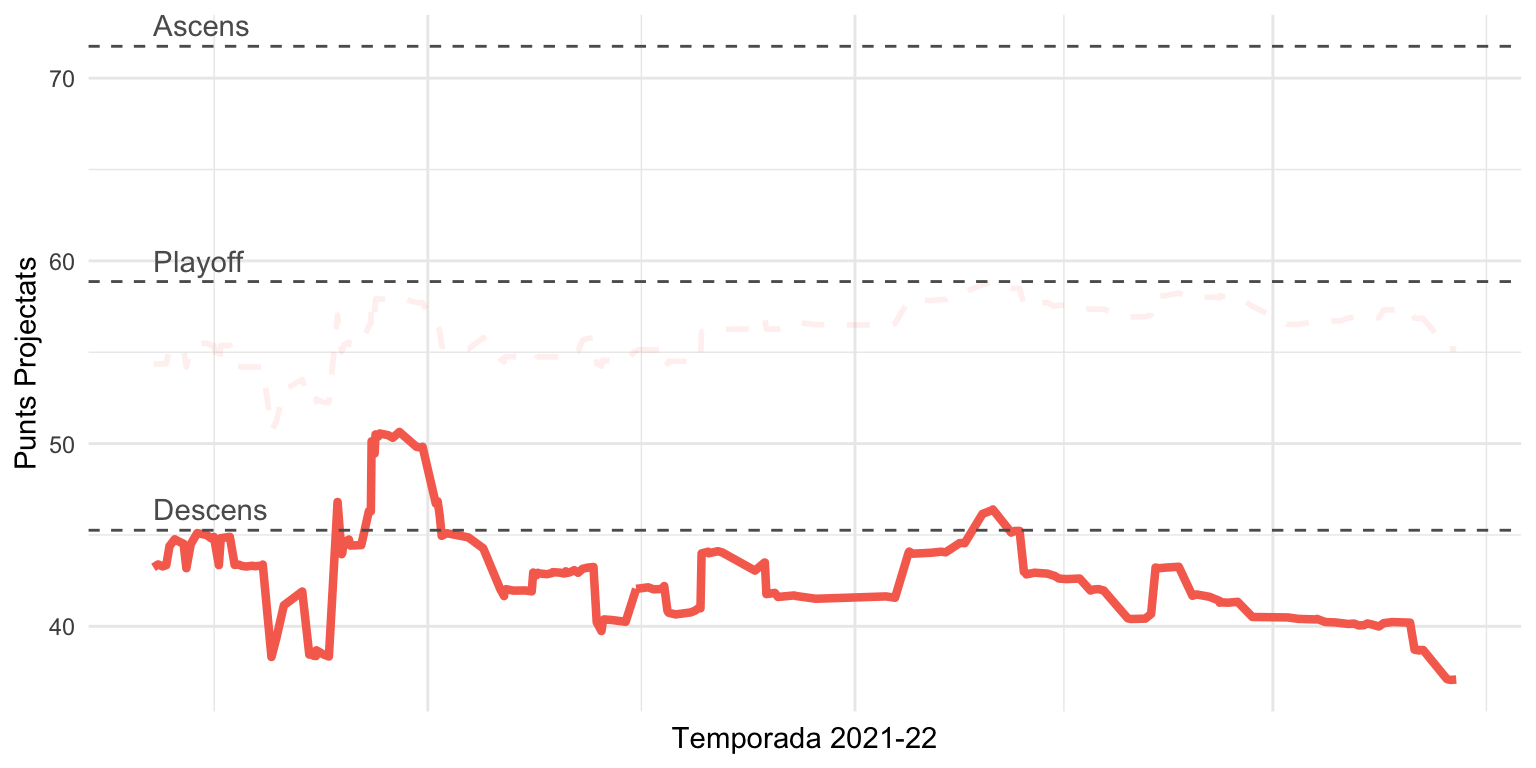 Ascens
70
Playoff
60
Punts Projectats
50
Descens
40
Temporada 2021-22